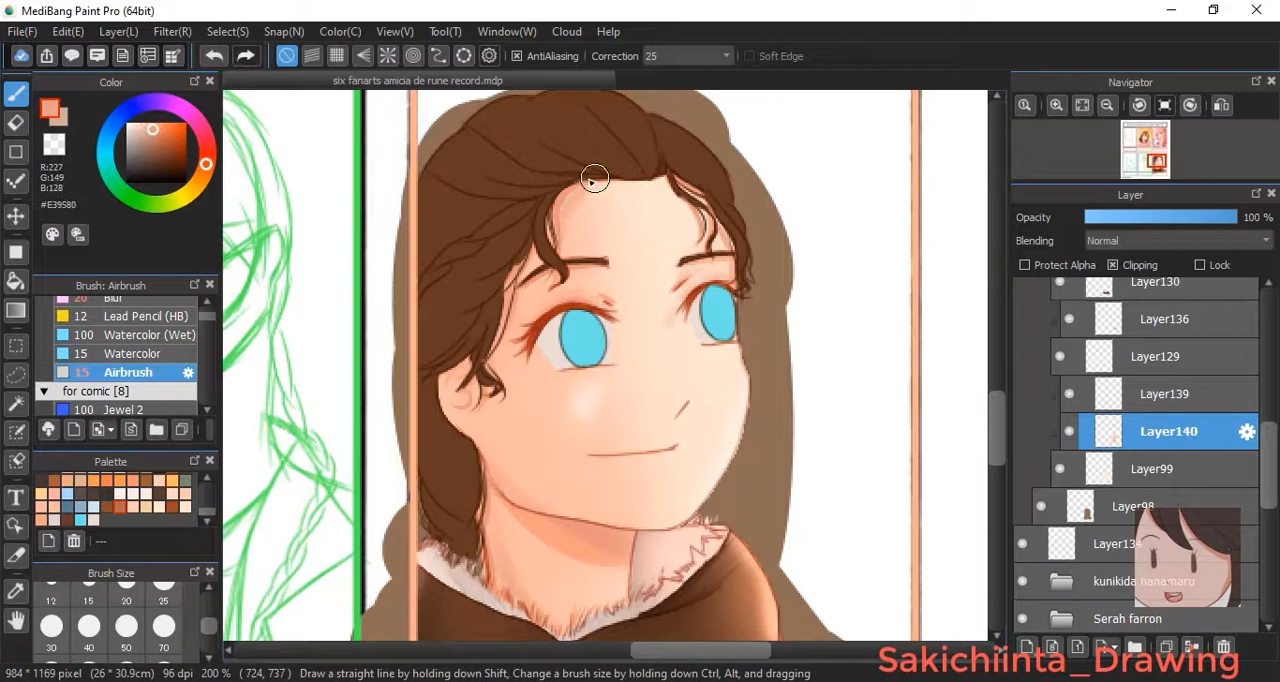 MediBang Paint Pro (64bit)
File(F) Edit(E) Layer(L) Filter(R) Select(S) Snap(N) Color(C) View(V) Tool(T) Window(W) Cloud Help
AntiAliasing Correction 25 Soft Edge
Color
six fanarts amicia de rune record.mdp
Navigator
R:227
G:149
B:128
#E39580
Layer
Opacity 100 %
Blending Normal
Protect Alpha Clipping Lock
Brush: Airbrush
20 Blur
12 Lead Pencil (HB)
100 Watercolor (Wet)
15 Watercolor
15 Airbrush
for comic [8]
100 Jewel 2
Layer130
Layer136
Layer129
Layer139
Layer140
Layer99
Layer98
kunikida hanamaru
Serah farron
Palette
---
Brush Size
12 15 20 25
30 40 50 70
984 * 1169 pixel (26 * 30.9cm) 96 dpi 200 % (724, 737) Draw a straight line by holding down Shift, Change a brush size by holding down Ctrl, Alt, and dragging
Sakichiinta_Drawing